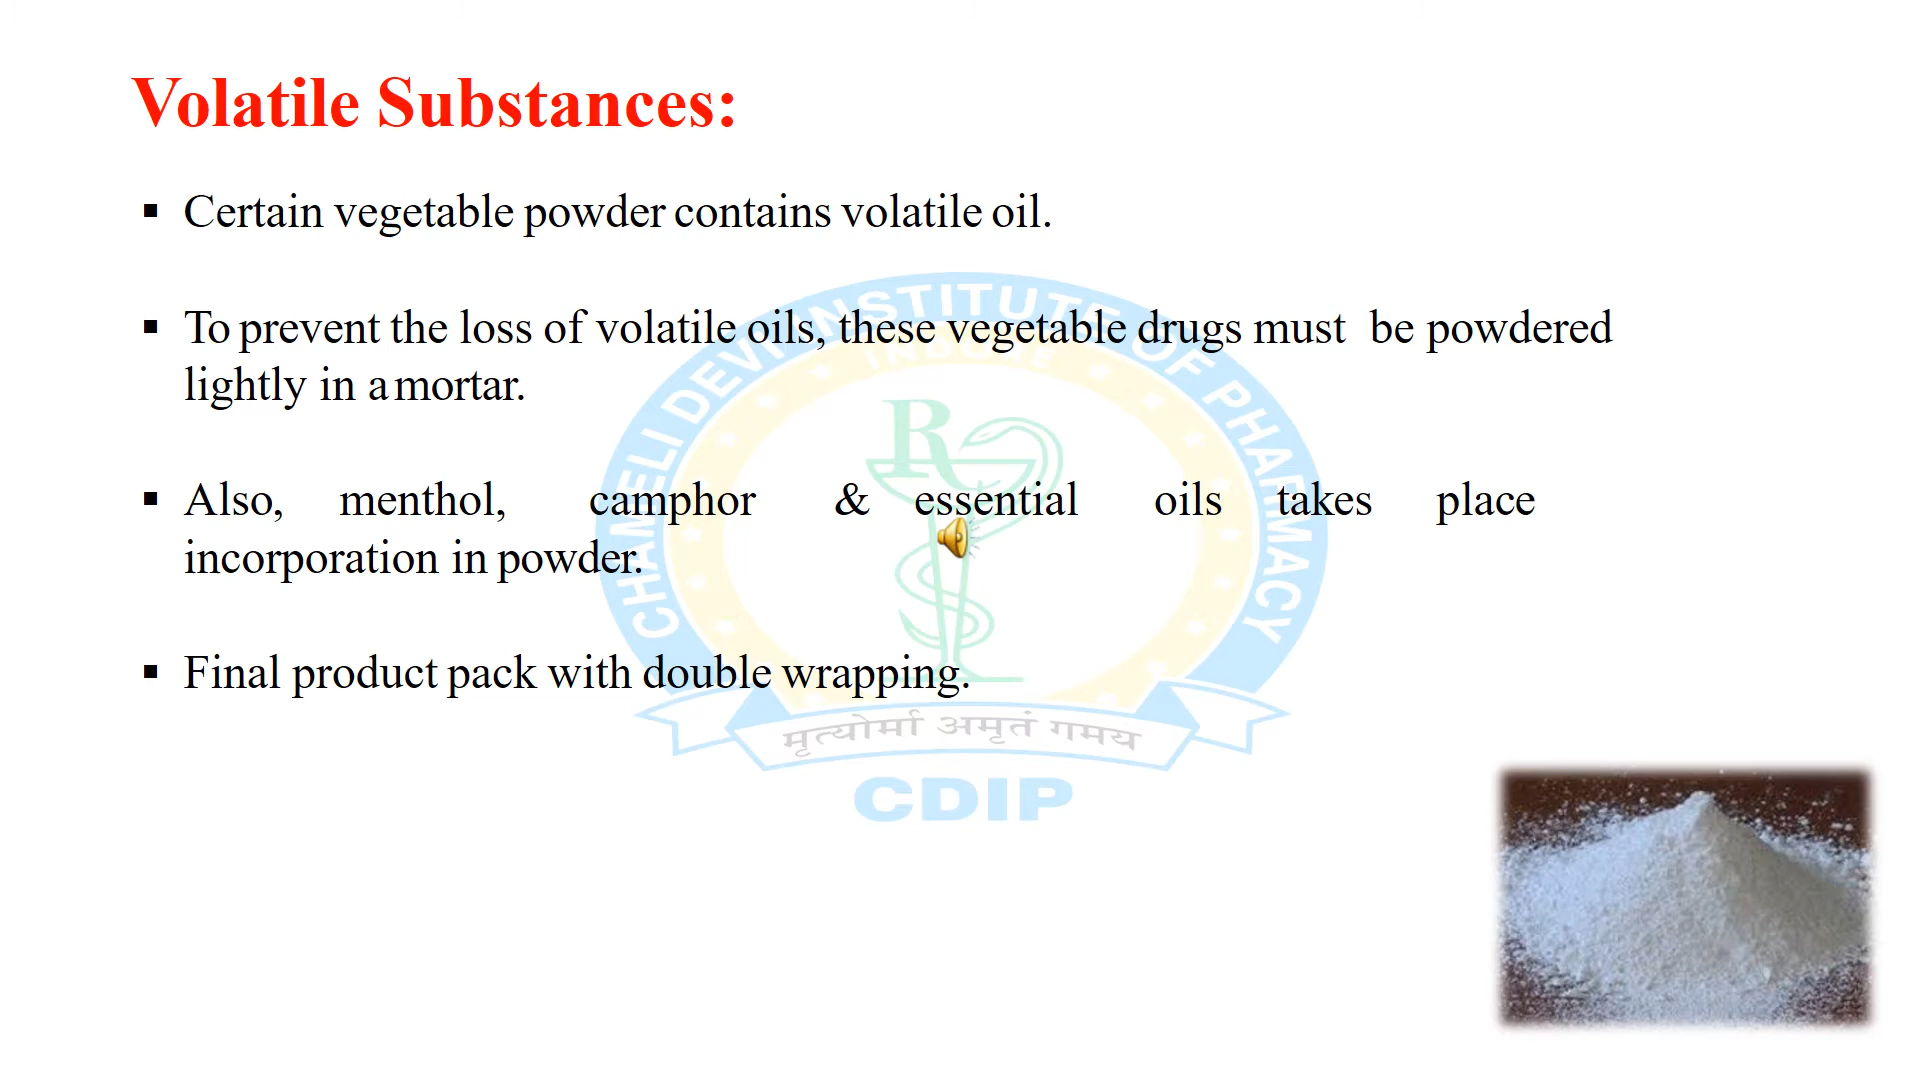 Volatile Substances:
▪ Certain vegetable powder contains volatile oil.
▪ To prevent the loss of volatile oils, these vegetable drugs must be powdered
lightly in a mortar.
▪ Also, menthol, camphor & essential oils takes place
incorporation in powder.
▪ Final product pack with double wrapping.
CHAMELI DEVI INSTITUTE OF PHARMACY
INDORE
R
मृत्योर्मा अमृतं गमय
CDIP